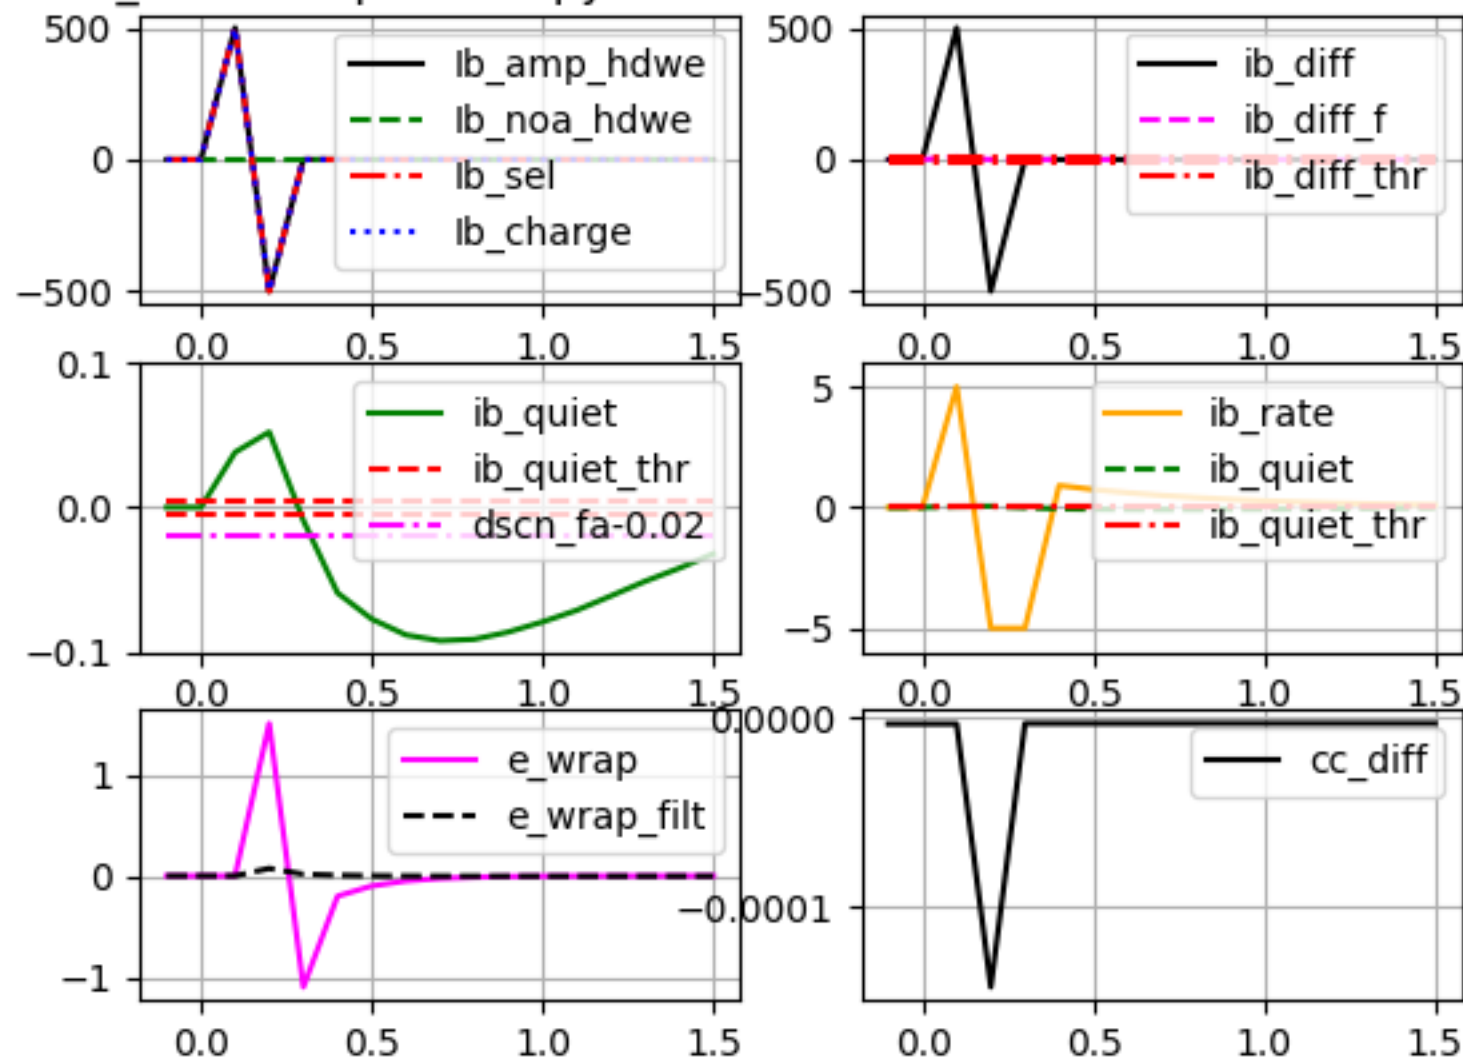 500
0
−500
0.0 0.5 1.0 1.5
Ib_amp_hdwe
Ib_noa_hdwe
Ib_sel
Ib_charge
500
0
−500
0.0 0.5 1.0 1.5
ib_diff
ib_diff_f
ib_diff_thr
0.1
0.0
−0.1
0.0 0.5 1.0 1.5
ib_quiet
ib_quiet_thr
dscn_fa-0.02
5
0
−5
0.0 0.5 1.0 1.5
ib_rate
ib_quiet
ib_quiet_thr
1
0
−1
0.0 0.5 1.0 1.5
e_wrap
e_wrap_filt
0.0000
−0.0001
0.0 0.5 1.0 1.5
cc_diff